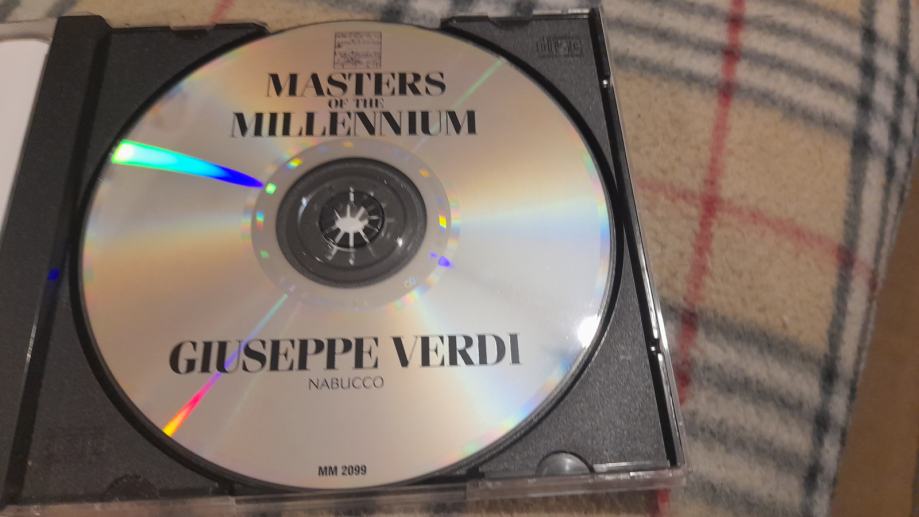 MASTERS
OF THE
MILLENNIUM
GIUSEPPE VERDI
NABUCCO
MM 2099